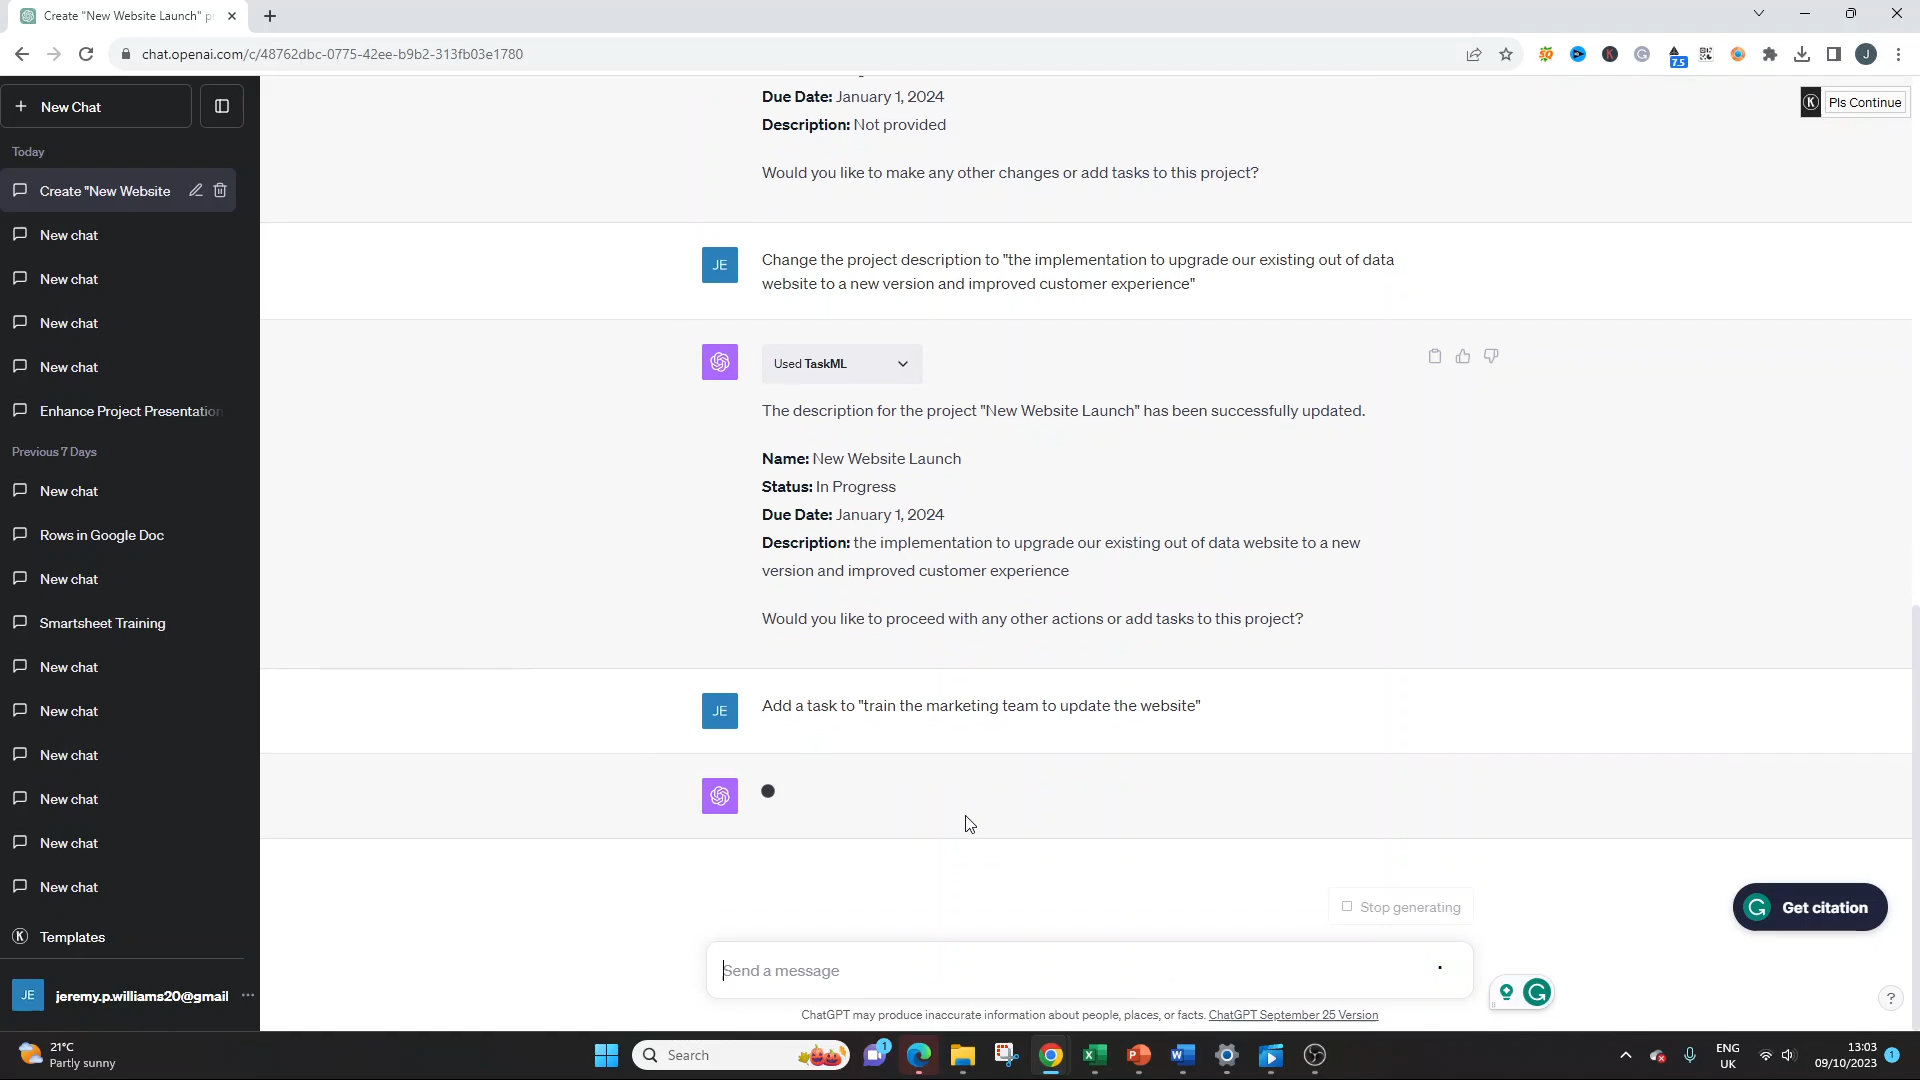 Create "New Website Launch" p
chat.openai.com/c/48762dbc-0775-42ee-b9b2-313fb03e1780
7.5
J
New Chat
Today
Create "New Website
New chat
New chat
New chat
New chat
Enhance Project Presentation
Previous 7 Days
New chat
Rows in Google Doc
New chat
Smartsheet Training
New chat
New chat
New chat
New chat
New chat
New chat
Templates
JE
jeremy.p.williams20@gmail
Pls Continue
Due Date: January 1, 2024
Description: Not provided
Would you like to make any other changes or add tasks to this project?
JE
Change the project description to "the implementation to upgrade our existing out of data
website to a new version and improved customer experience"
Used TaskML
The description for the project "New Website Launch" has been successfully updated.
Name: New Website Launch
Status: In Progress
Due Date: January 1, 2024
Description: the implementation to upgrade our existing out of data website to a new
version and improved customer experience
Would you like to proceed with any other actions or add tasks to this project?
JE
Add a task to "train the marketing team to update the website"
Stop generating
Get citation
Send a message
ChatGPT may produce inaccurate information about people, places, or facts. ChatGPT September 25 Version
?
21°C
Partly sunny
Search
1
ENG
UK
13:03
09/10/2023
1